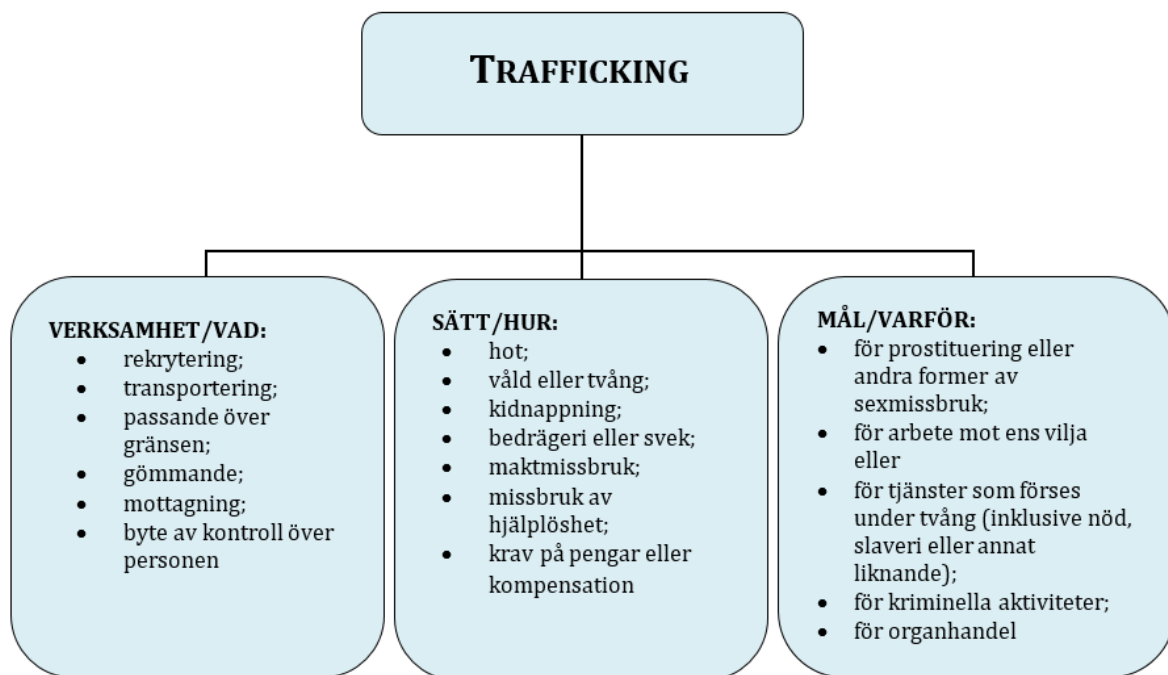 TRAFFICKING
VERKSAMHET/VAD:
• rekrytering;
• transportering;
• passande över
gränsen;
• gömmande;
• mottagning;
• byte av kontroll över
personen
SÄTT/HUR:
• hot;
• våld eller tvång;
• kidnappning;
• bedrägeri eller svek;
• maktmissbruk;
• missbruk av
hjälplöshet;
• krav på pengar eller
kompensation
MÅL/VARFÖR:
• för prostituering eller
andra former av
sexmissbruk;
• för arbete mot ens vilja
eller
• för tjänster som förses
under tvång (inklusive nöd,
slaveri eller annat
liknande);
• för kriminella aktiviteter;
• för organhandel